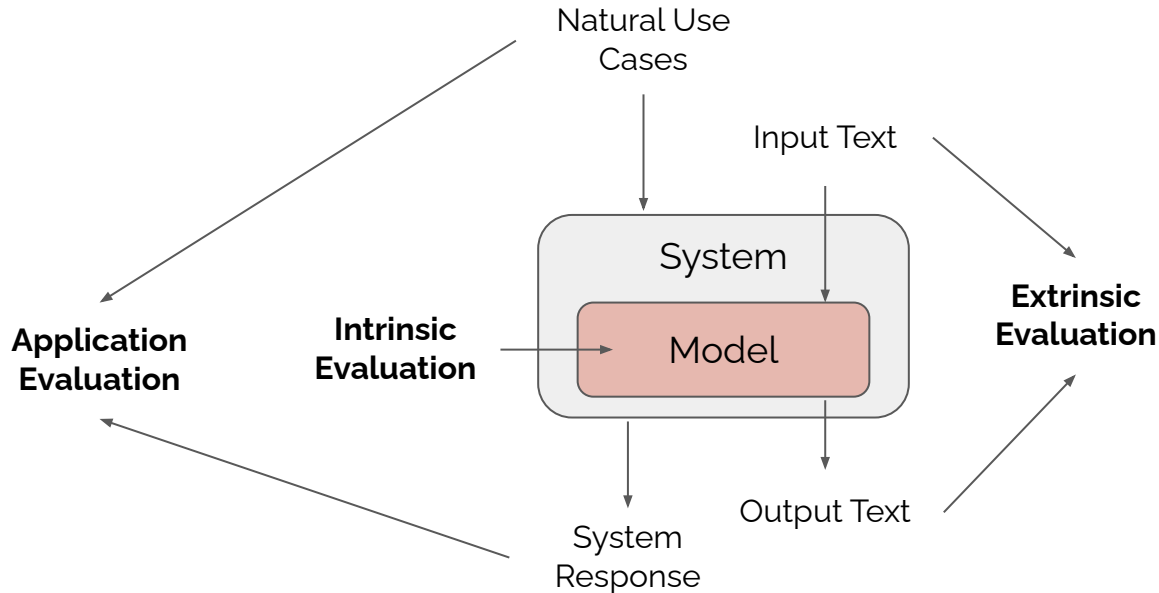 Natural Use
Cases
Input Text
System
Extrinsic
Evaluation
Intrinsic
Evaluation
Application
Evaluation
Model
Output Text
System
Response